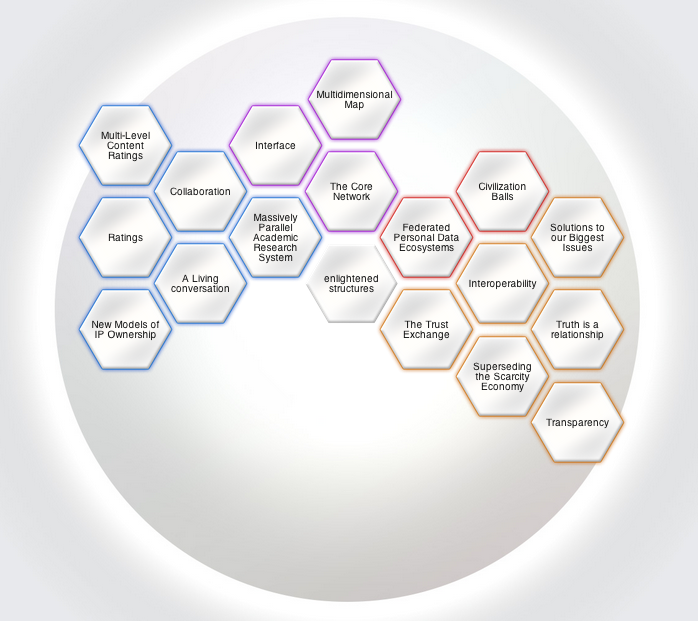 Multidimensional
Map
Multi-Level
Content
Ratings
Interface
Collaboration
The Core
Network
Civilization
Balls
Ratings
Massively
Parallel
Academic
Research
System
Federated
Personal Data
Ecosystems
Solutions to
our Biggest
Issues
A Living
conversation
enlightened
structures
Interoperability
New Models of
IP Ownership
The Trust
Exchange
Truth is a
relationship
Superseding
the Scarcity
Economy
Transparency